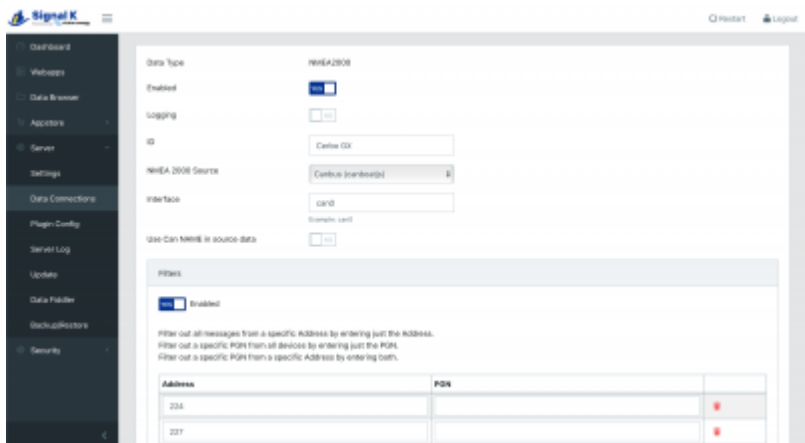 Signal K
Restart
Logout
Dashboard
Webapps
Data Browser
Appstore
Server
Settings
Data Connections
Plugin Config
Server Log
Update
Data Fiddler
Backup/Restore
Security
Data Type NMEA2000
Enabled
Logging
ID Cerbo GX
NMEA 2000 Source Canbus (canboatjs)
Interface can0
Example: can0
Use Can NAME in source data
Filters
Enabled
Filter out all messages from a specific Address by entering just the Address.
Filter out a specific PGN from all devices by entering just the PGN.
Filter out a specific PGN from a specific Address by entering both.
Address PGN
224
227